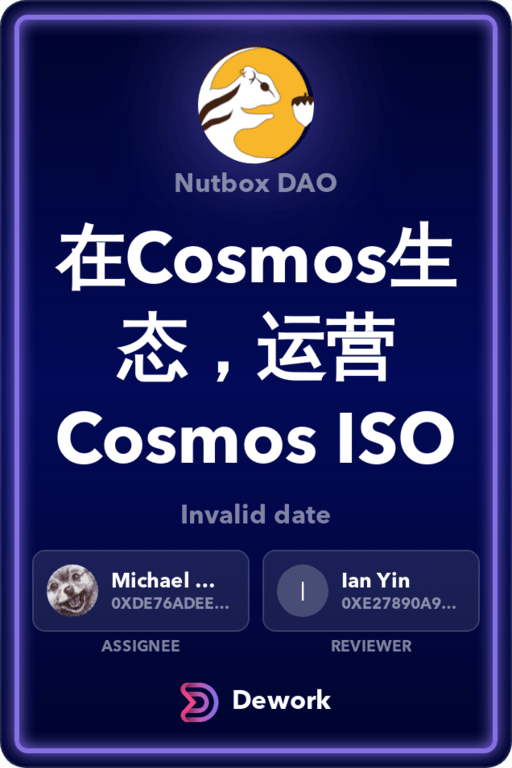 Nutbox DAO
在Cosmos生
态，运营
Cosmos ISO
Invalid date
Michael ...
0XDE76ADEE...
ASSIGNEE
I
Ian Yin
0XE27890A9...
REVIEWER
Dework